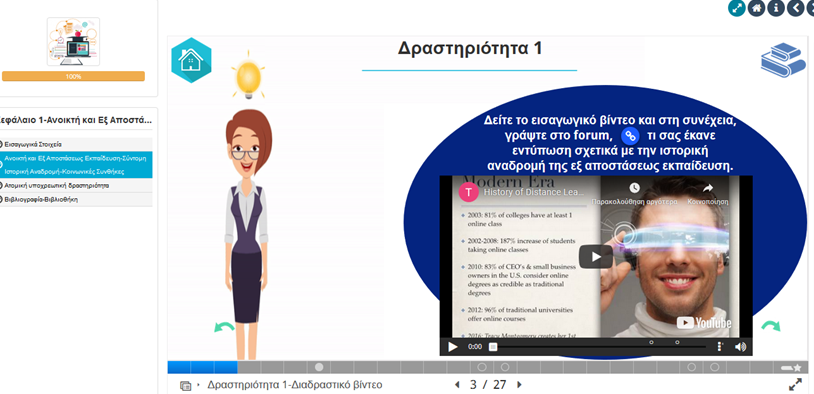 100%
εφάλαιο 1-Ανοικτή και Εξ Αποστά...
Εισαγωγικά Στοιχεία
Ανοικτή και Εξ Αποστάσεως Εκπαίδευση-Σύντομη
Ιστορική Αναδρομή-Κοινωνικές Συνθήκες
Ατομική υποχρεωτική δραστηριότητα
Βιβλιογραφία-Βιβλιοθήκη
Δραστηριότητα 1
Δείτε το εισαγωγικό βίντεο και στη συνέχεια,
γράψτε στο forum, τι σας έκανε
εντύπωση σχετικά με την ιστορική
αναδρομή της εξ αποστάσεως εκπαίδευση.
Modern Era
T History of Distance Lea...
Παρακολούθηση αργότερα Κοινοποίηση
2003: 81% of colleges have at least 1
online class
2002-2008: 187% increase of students
taking online classes
2010: 83% of CEO's & small business
owners in the U.S. consider online
degrees as credible as traditional
degrees
2012: 96% of traditional universities
offer online courses
2016: Tracy Montgomery creates her 1st
YouTube
0:00
Δραστηριότητα 1-Διαδραστικό βίντεο
3 / 27